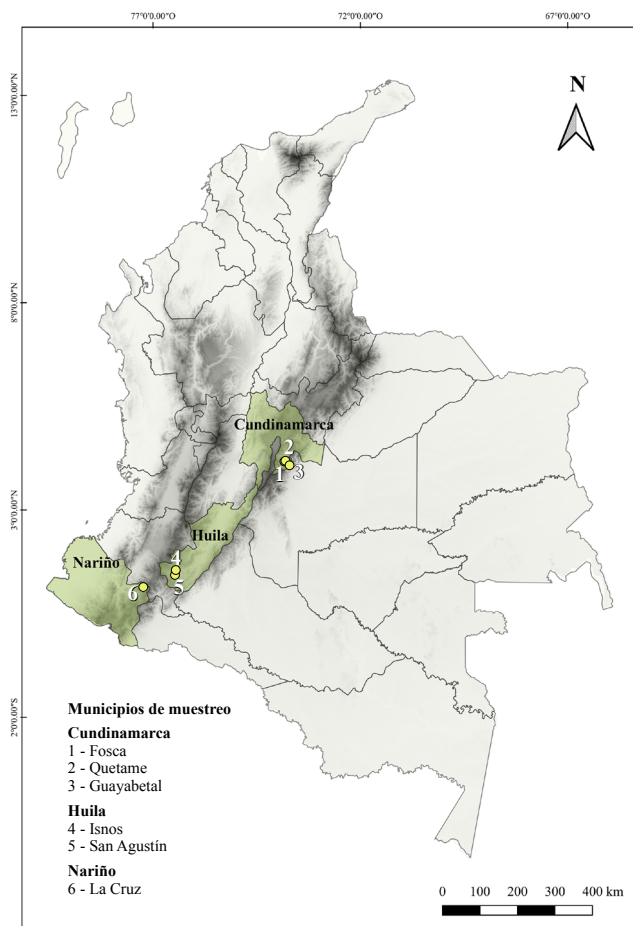 77°0'0.00"O
72°0'0.00"O
67°0'0.00"O
13°0'0.00"N
8°0'0.00"N
3°0'0.00"N
2°0'0.00"S
N
Cundinamarca
2
1
3
Huila
4
5
Nariño
6
Municipios de muestreo
Cundinamarca
1 - Fosca
2 - Quetame
3 - Guayabetal
Huila
4 - Isnos
5 - San Agustín
Nariño
6 - La Cruz
0 100 200 300 400 km